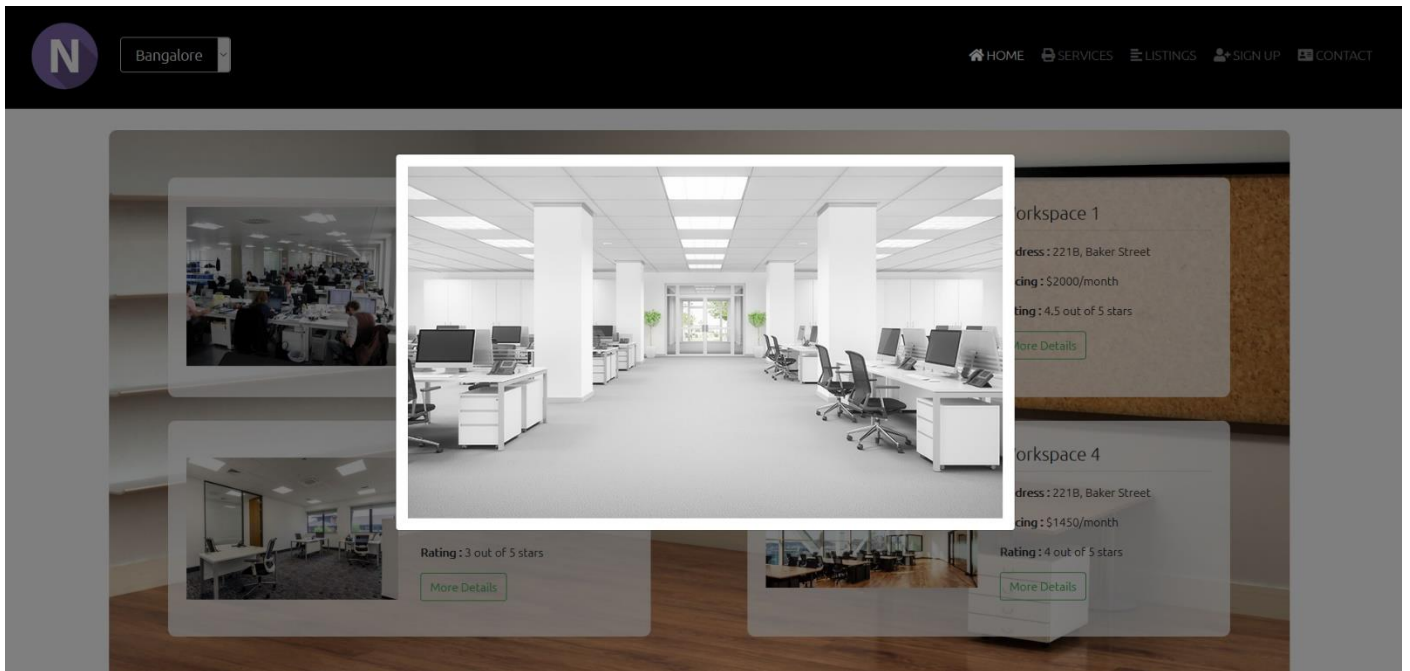 N
Bangalore
HOME SERVICES LISTINGS SIGN UP CONTACT
orkspace 1
dress : 221B, Baker Street
cing : $2000/month
ting : 4.5 out of 5 stars
More Details
Rating : 3 out of 5 stars
More Details
orkspace 4
dress : 221B, Baker Street
cing : $1450/month
Rating : 4 out of 5 stars
More Details